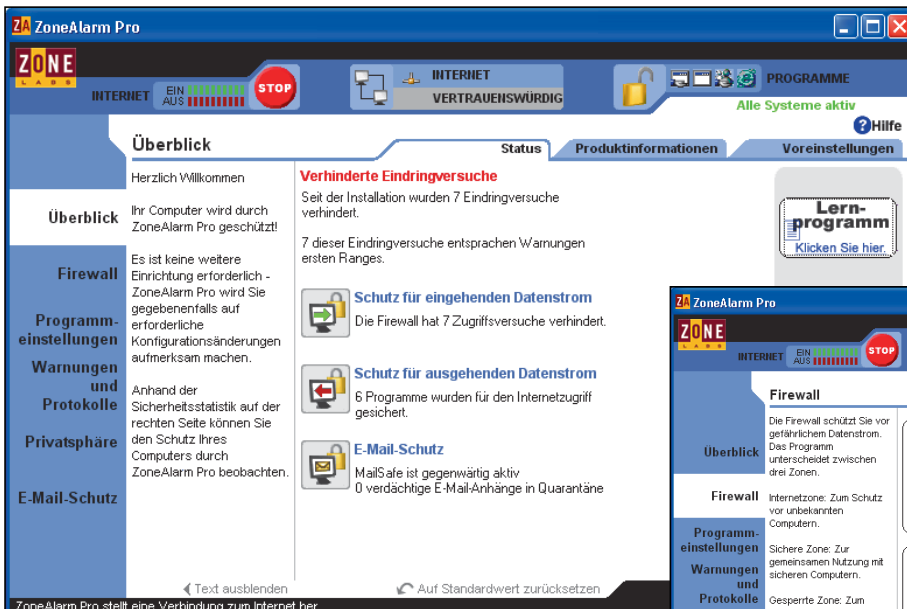 ZA ZoneAlarm Pro
ZONE
LABS
INTERNET
EIN
AUS
STOP
INTERNET
VERTRAUENSWÜRDIG
PROGRAMME
Alle Systeme aktiv
?Hilfe
Überblick
Status
Produktinformationen
Voreinstellungen
Überblick
Firewall
Programm-
einstellungen
Warnungen
und
Protokolle
Privatsphäre
E-Mail-Schutz
Herzlich Willkommen
Ihr Computer wird durch
ZoneAlarm Pro geschützt!
Es ist keine weitere
Einrichtung erforderlich -
ZoneAlarm Pro wird Sie
gegebenenfalls auf
erforderliche
Konfigurationsänderungen
aufmerksam machen.
Anhand der
Sicherheitsstatistik auf der
rechten Seite können Sie
den Schutz Ihres
Computers durch
ZoneAlarm Pro beobachten.
Verhinderte Eindringversuche
Seit der Installation wurden 7 Eindringversuche
verhindert.
7 dieser Eindringversuche entsprachen Warnungen
ersten Ranges.
Schutz für eingehenden Datenstrom
Die Firewall hat 7 Zugriffsversuche verhindert.
Schutz für ausgehenden Datenstrom
6 Programme wurden für den Internetzugriff
gesichert.
E-Mail-Schutz
MailSafe ist gegenwärtig aktiv
0 verdächtige E-Mail-Anhänge in Quarantäne
Lern-
programm
Klicken Sie hier.
Text ausblenden
Auf Standardwert zurücksetzen
ZoneAlarm Pro stellt eine Verbindung zum Internet her
ZA ZoneAlarm Pro
ZONE
LABS
INTERNET
EIN
AUS
STOP
Firewall
Überblick
Firewall
Programm-
einstellungen
Warnungen
und
Protokolle
Die Firewall schützt Sie vor
gefährlichem Datenstrom.
Das Programm
unterscheidet zwischen
drei Zonen.
Internetzone: Zum Schutz
vor unbekannten
Computern.
Sichere Zone: Zur
gemeinsamen Nutzung mit
sicheren Computern.
Gesperrte Zone: Zum